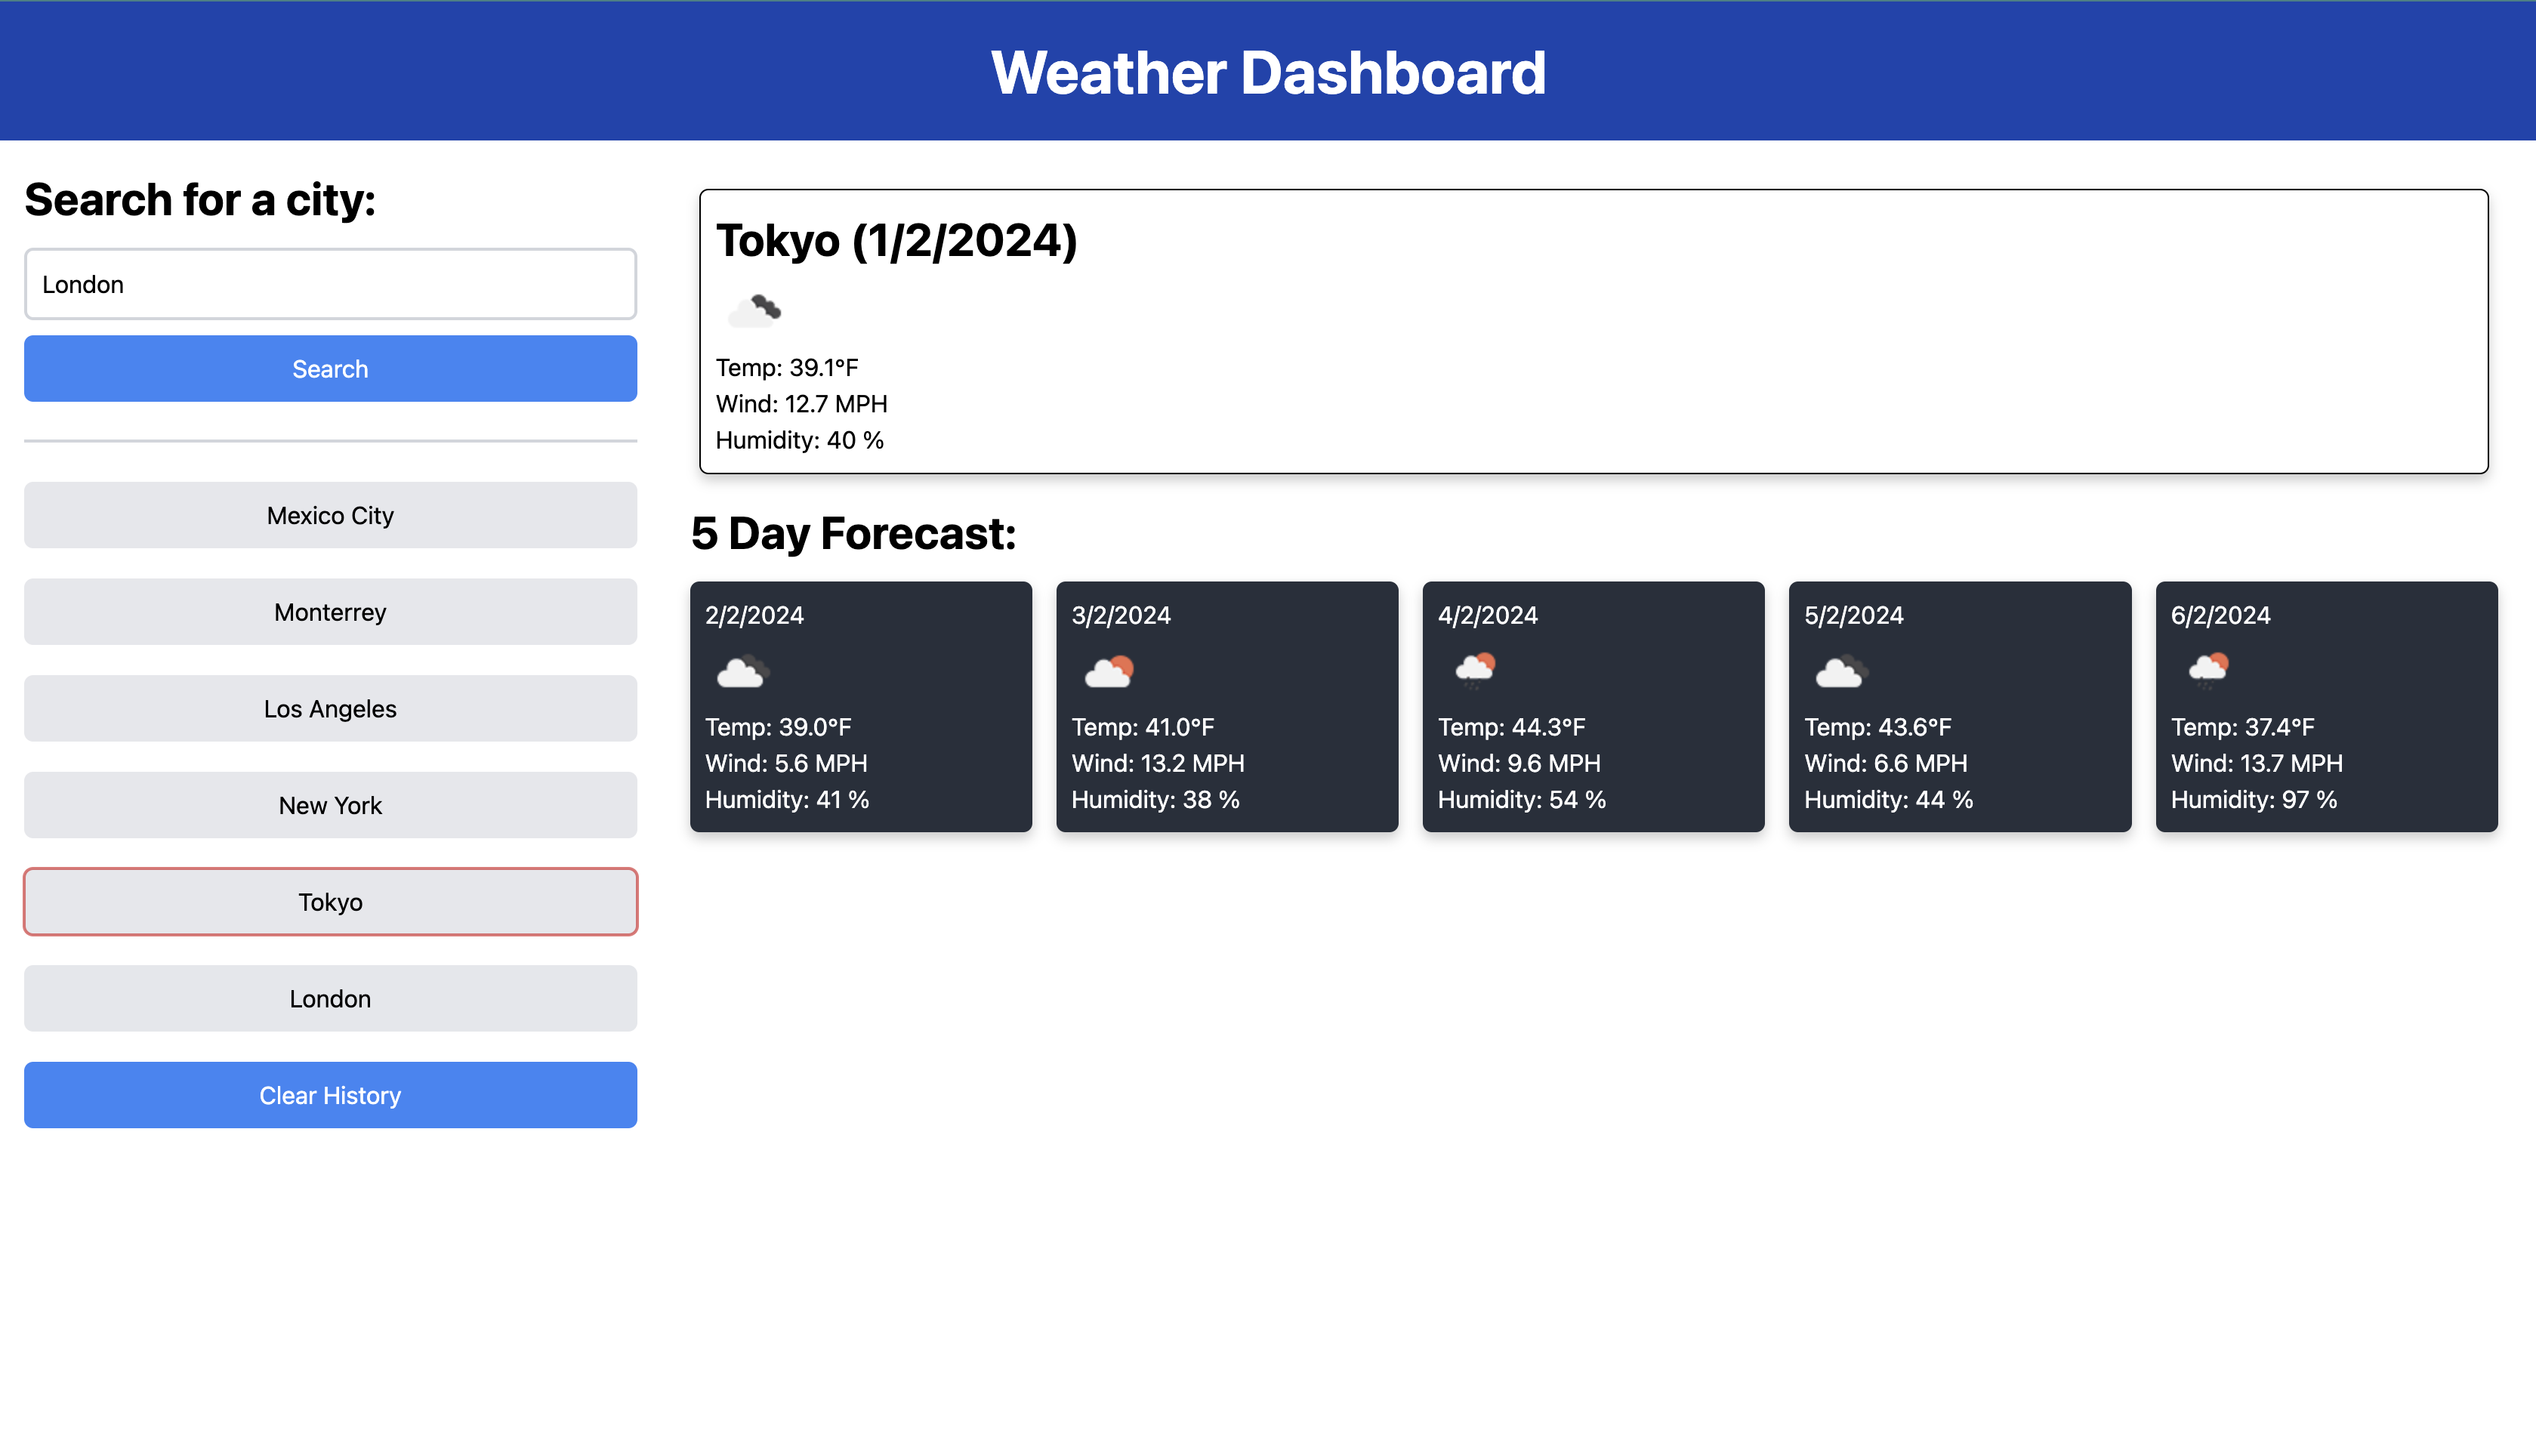 Weather Dashboard
Search for a city:
London
Search
Mexico City
Monterrey
Los Angeles
New York
Tokyo
London
Clear History
Tokyo (1/2/2024)
Temp: 39.1°F
Wind: 12.7 MPH
Humidity: 40 %
5 Day Forecast:
2/2/2024
Temp: 39.0°F
Wind: 5.6 MPH
Humidity: 41 %
3/2/2024
Temp: 41.0°F
Wind: 13.2 MPH
Humidity: 38 %
4/2/2024
Temp: 44.3°F
Wind: 9.6 MPH
Humidity: 54 %
5/2/2024
Temp: 43.6°F
Wind: 6.6 MPH
Humidity: 44 %
6/2/2024
Temp: 37.4°F
Wind: 13.7 MPH
Humidity: 97 %